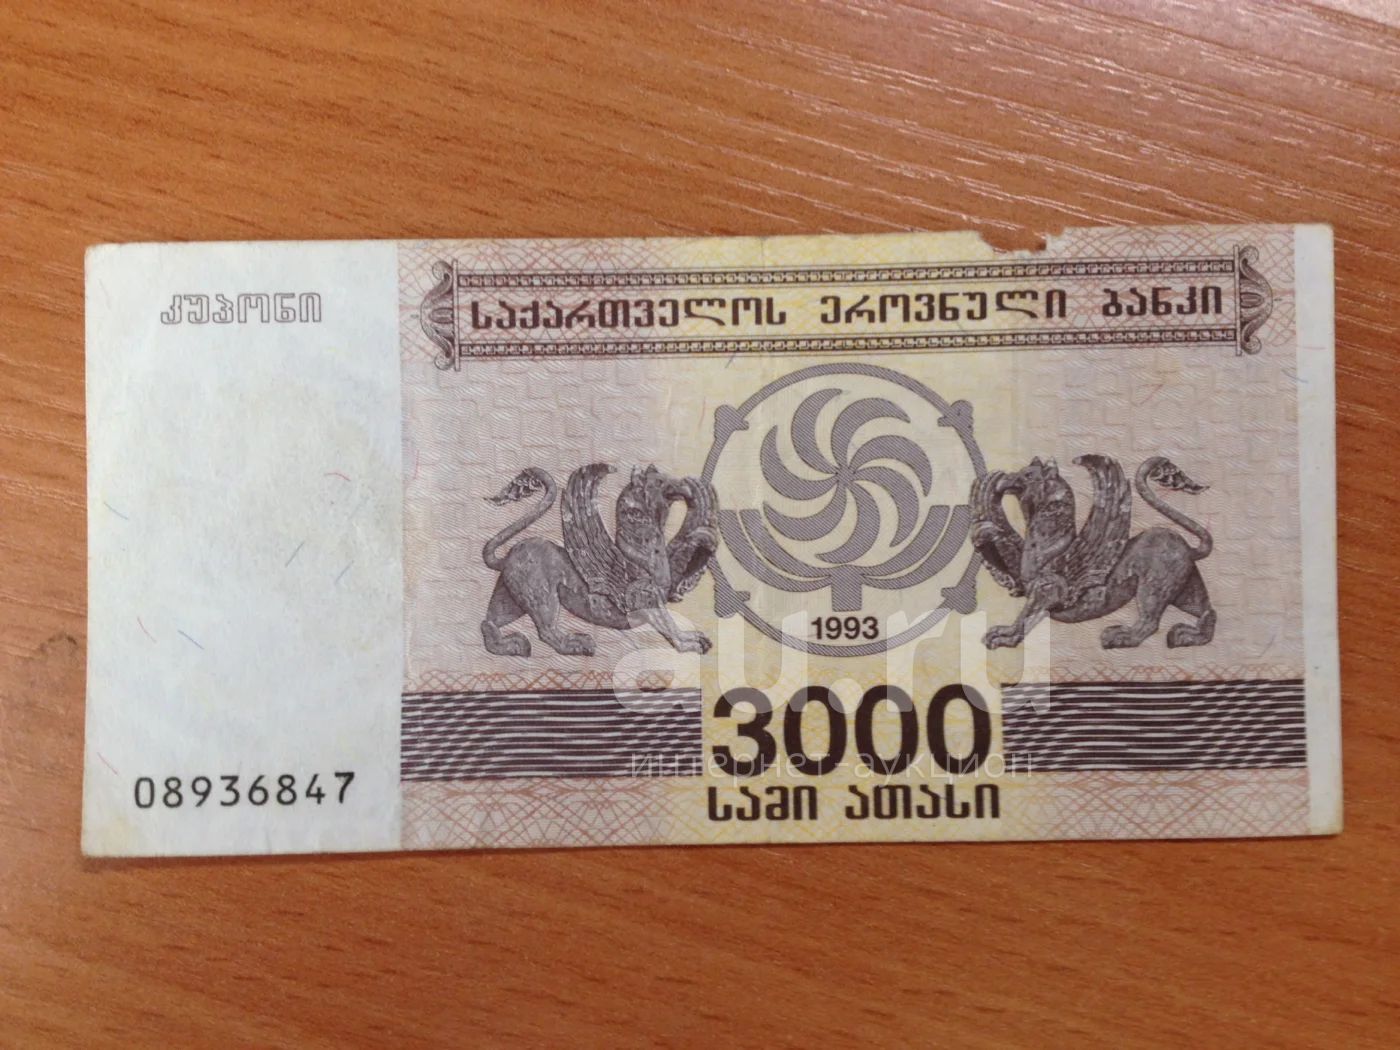 კუპონი
საქართველოს ეროვნული ბანკი
1993
au.ru
3000
интернет-аукцион
08936847
სამი ათასი